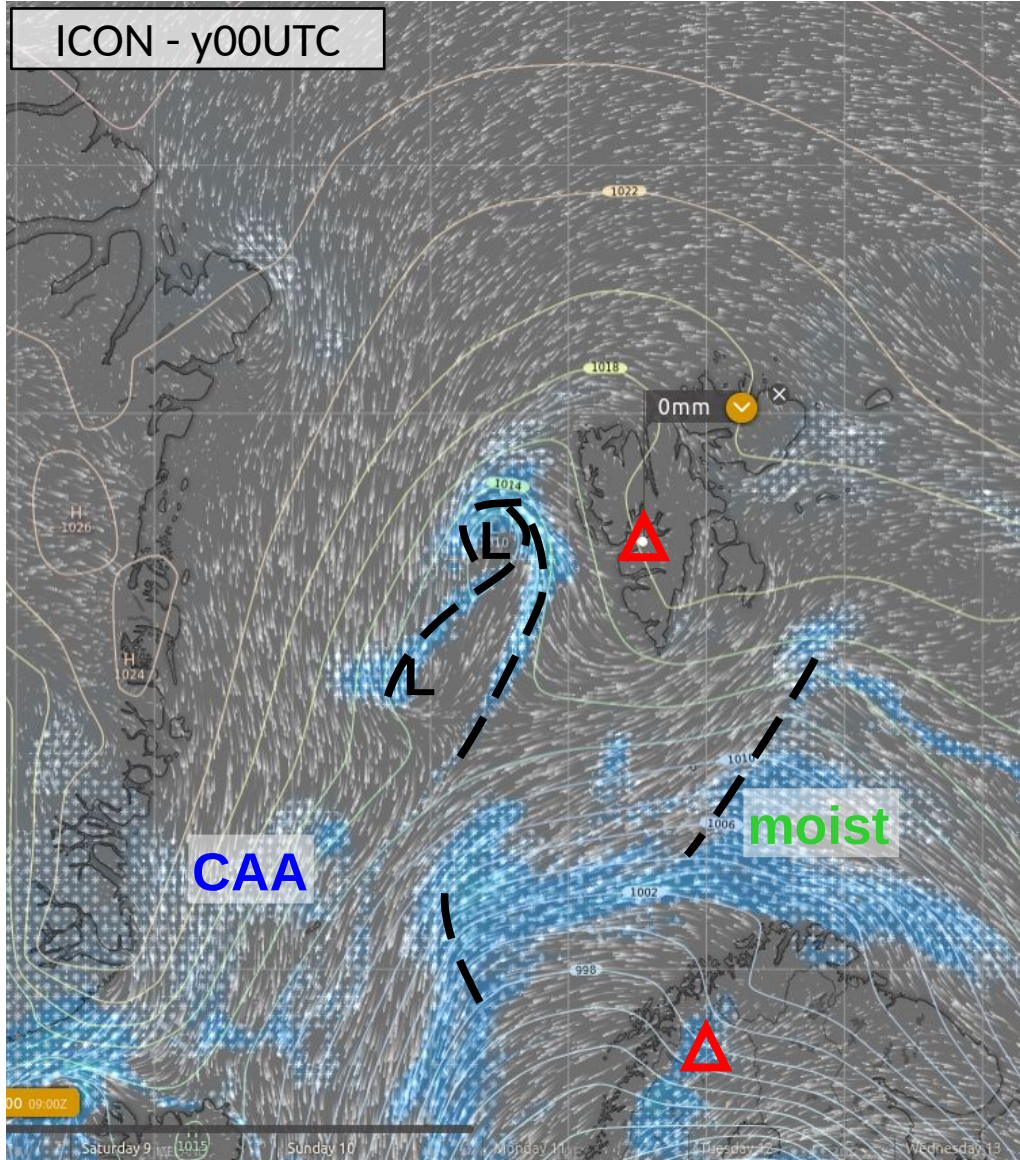 ICON - y00UTC
1022
1018
0mm
1014
H
1026
L
H
1024
L
1010
1006
moist
CAA
1002
998
00 09:00Z
H
1015
Saturday 9
Sunday 10
Monday 11
Tuesday 12
Wednesday 13